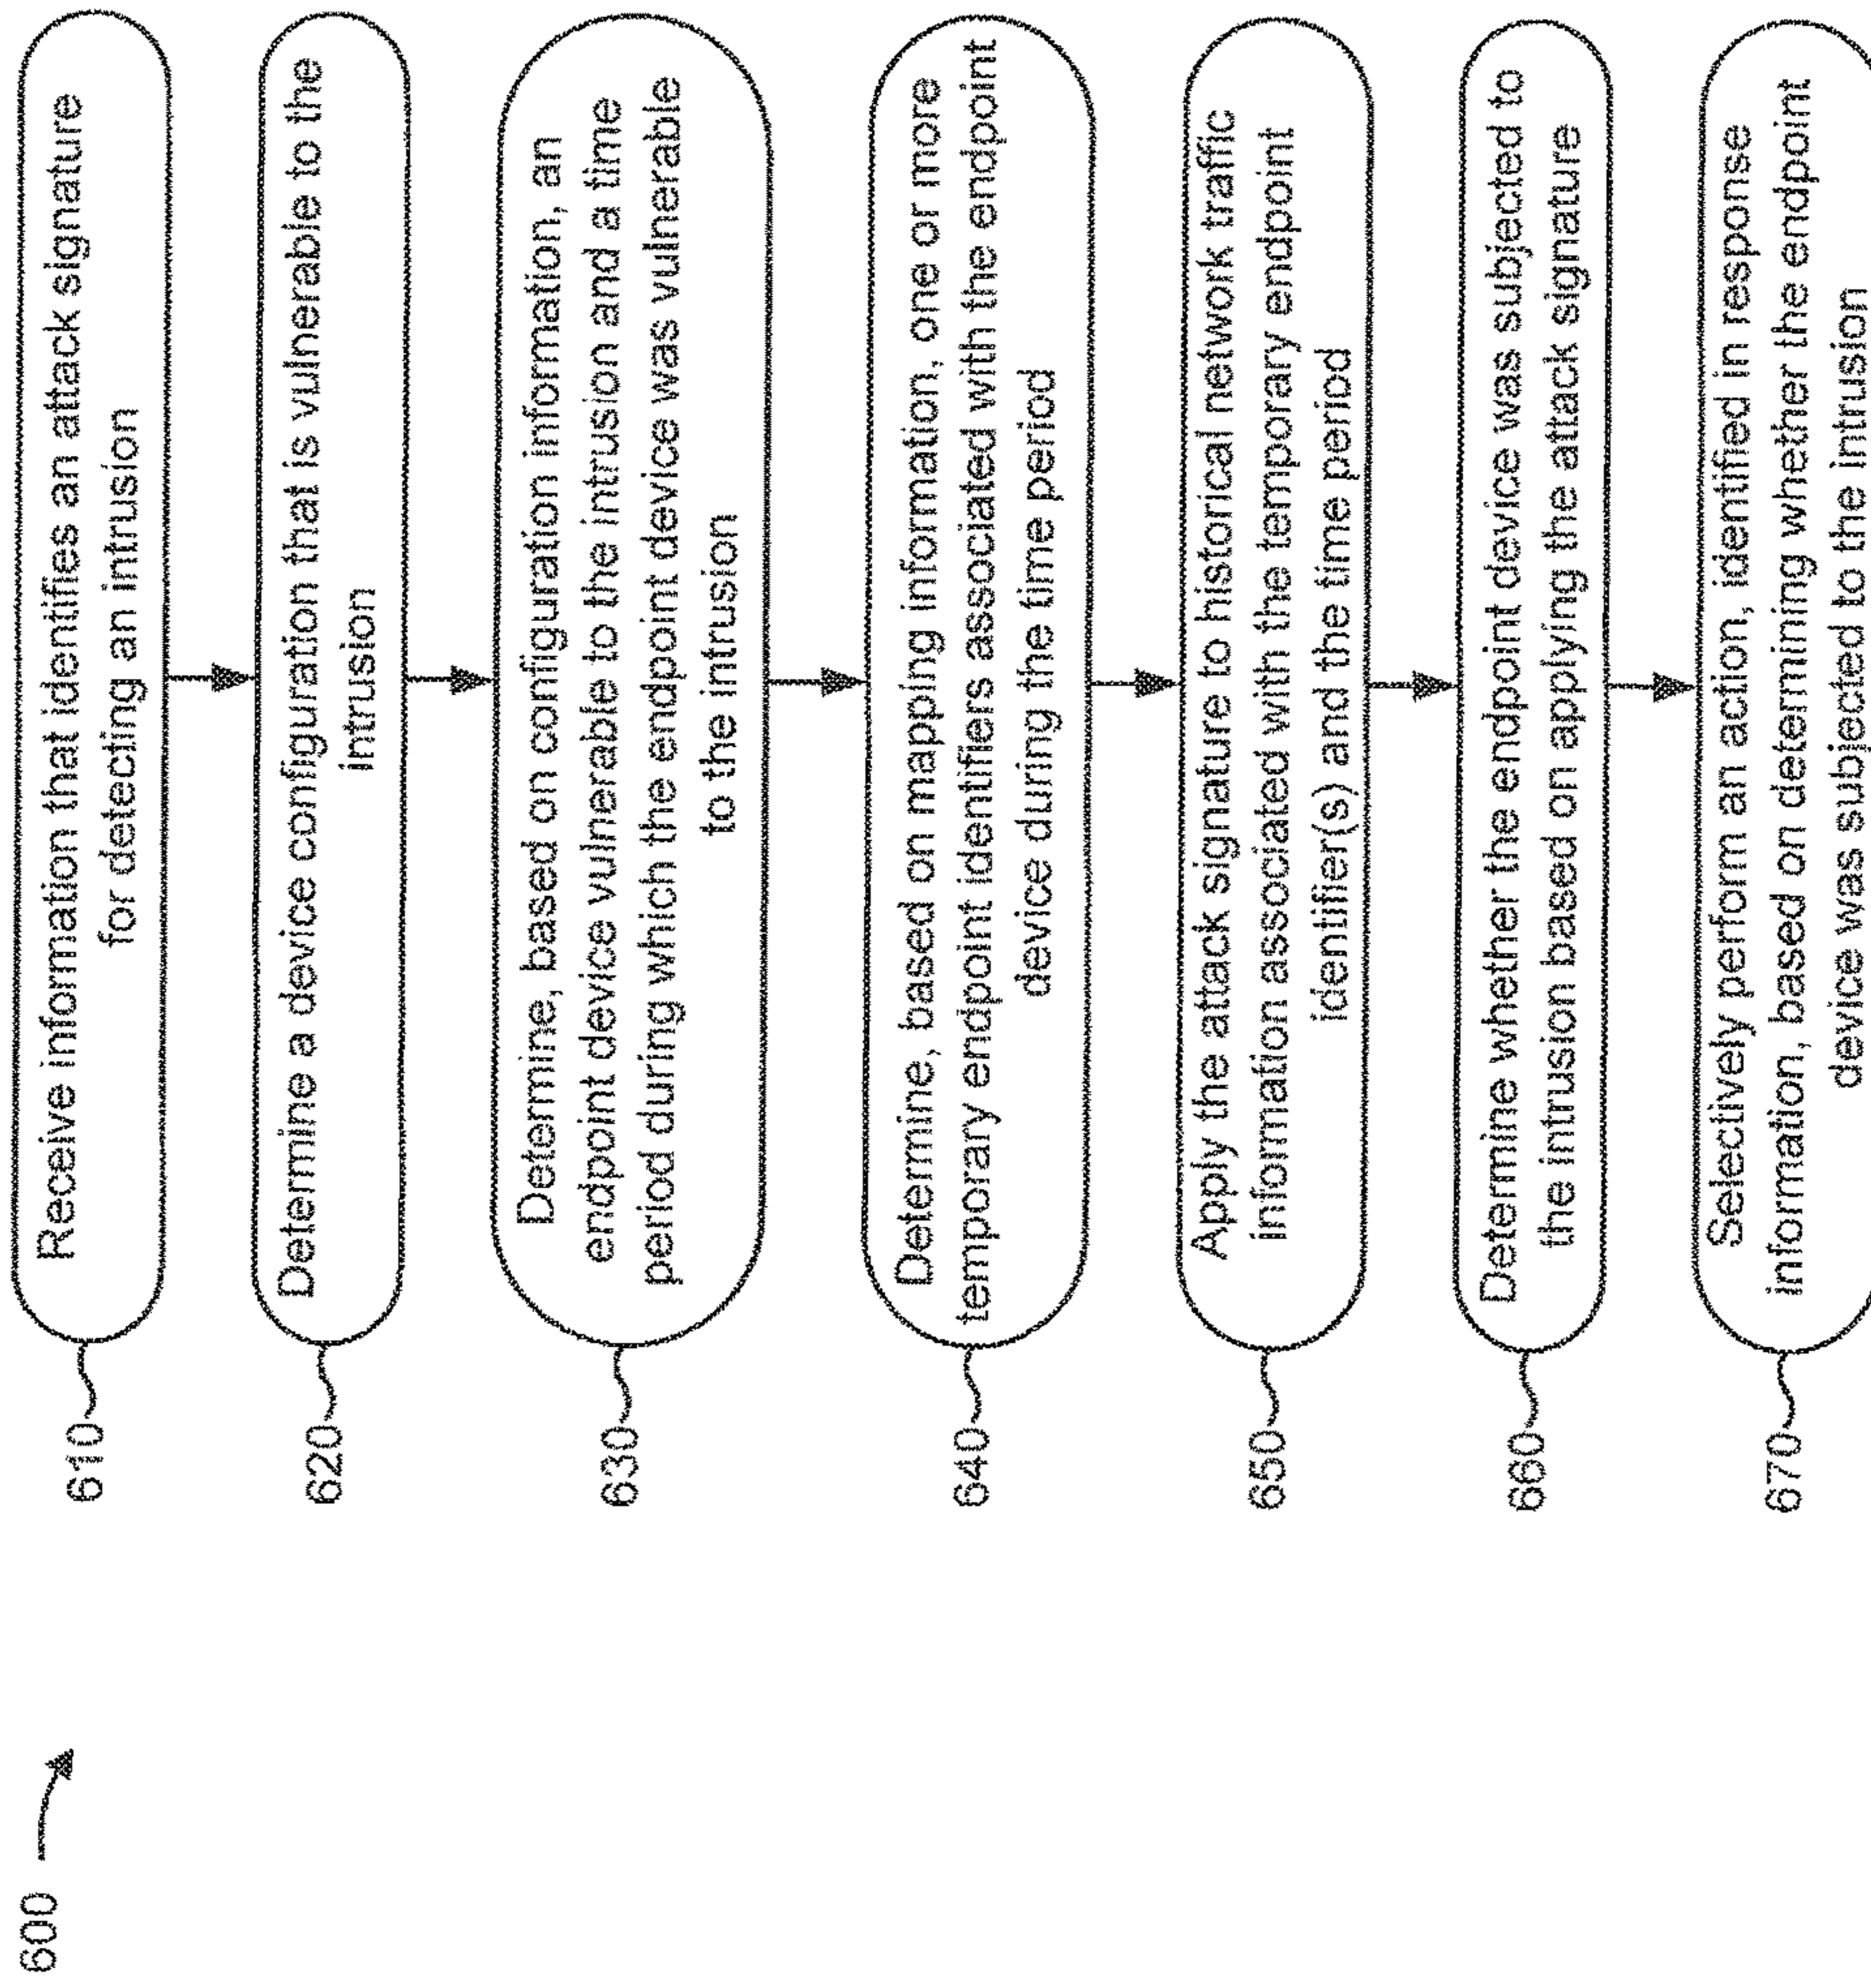 600
610
Receive information that identifies an attack signature
for detecting an intrusion
620
Determine a device configuration that is vulnerable to the
intrusion
630
Determine, based on configuration information, an
endpoint device vulnerable to the intrusion and a time
period during which the endpoint device was vulnerable
to the intrusion
640
Determine, based on mapping information, one or more
temporary endpoint identifiers associated with the endpoint
device during the time period
650
Apply the attack signature to historical network traffic
information associated with the temporary endpoint
identifier(s) and the time period
660
Determine whether the endpoint device was subjected to
the intrusion based on applying the attack signature
670
Selectively perform an action, identified in response
information, based on determining whether the endpoint
device was subjected to the intrusion